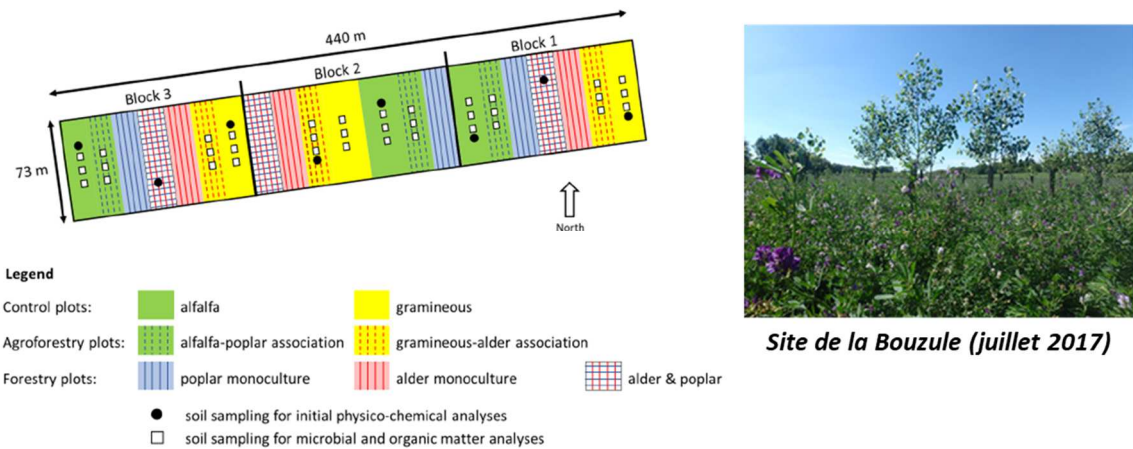 440 m
Block 1
Block 2
Block 3
73 m
North
Legend
Control plots: alfalfa gramineous
Agroforestry plots: alfalfa-poplar association gramineous-alder association
Forestry plots: poplar monoculture alder monoculture alder & poplar
soil sampling for initial physico-chemical analyses
soil sampling for microbial and organic matter analyses
Site de la Bouzule (juillet 2017)